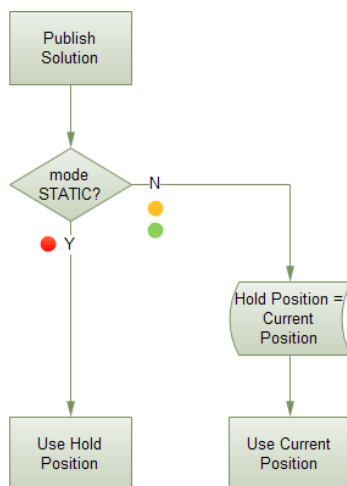 Publish
Solution
mode
STATIC?
N
Y
Hold Position =
Current
Position
Use Hold
Position
Use Current
Position